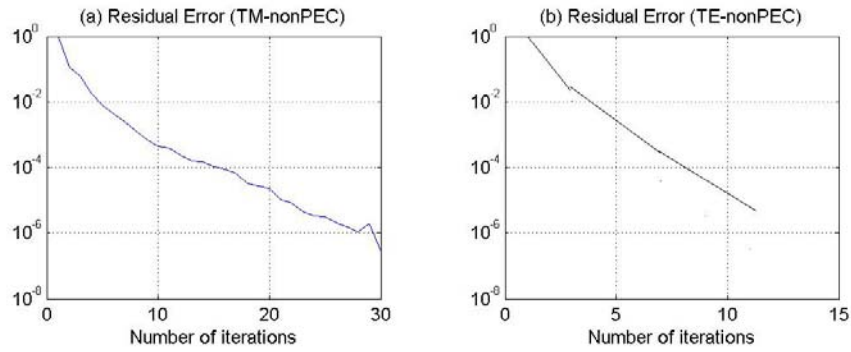 (a) Residual Error (TM-nonPEC)
10^0
10^-2
10^-4
10^-6
10^-8
0 10 20 30
Number of iterations
(b) Residual Error (TE-nonPEC)
10^0
10^-2
10^-4
10^-6
10^-8
0 5 10 15
Number of iterations